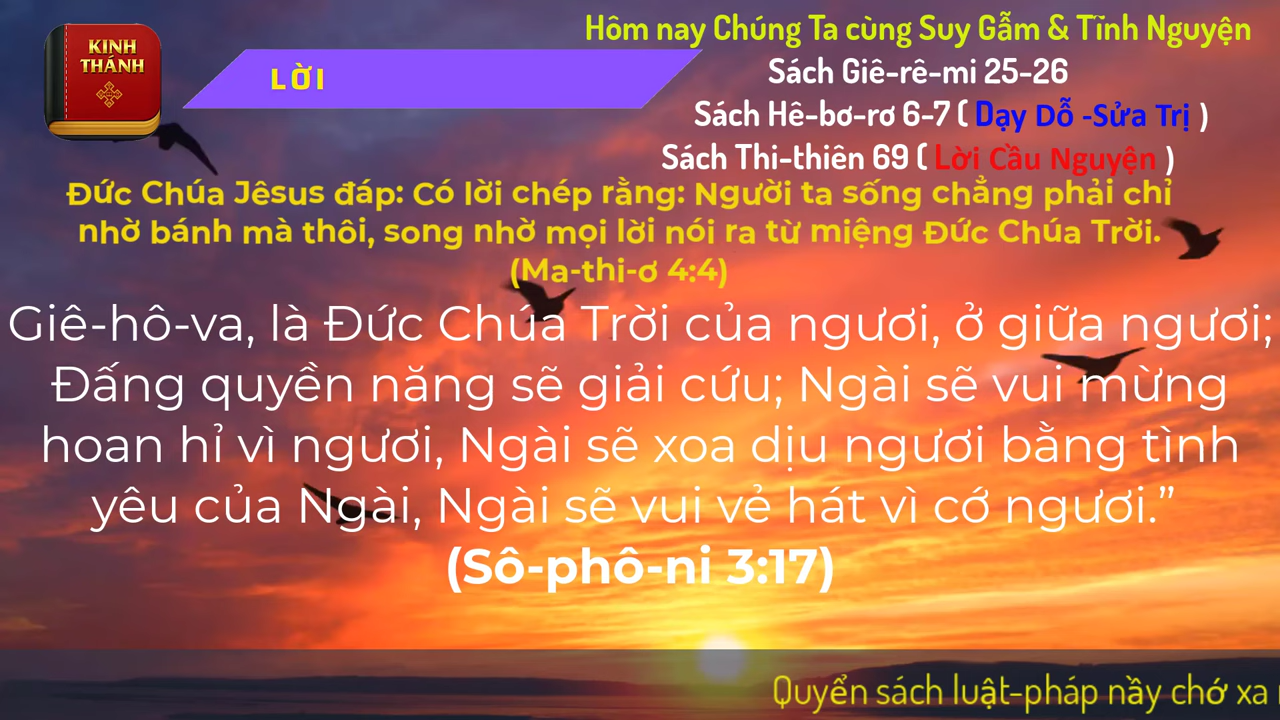 KINH
THÁNH
LỜI
Hôm nay Chúng Ta cùng Suy Gẫm & Tĩnh Nguyện
Sách Giê-rê-mi 25-26
Sách Hê-bơ-rơ 6-7 ( Dạy Dỗ -Sửa Trị )
Sách Thi-thiên 69 ( Lời Cầu Nguyện )
Đức Chúa Jêsus đáp: Có lời chép rằng: Người ta sống chẳng phải chỉ
nhờ bánh mà thôi, song nhờ mọi lời nói ra từ miệng Đức Chúa Trời.
(Ma-thi-ơ 4:4)
Giê-hô-va, là Đức Chúa Trời của ngươi, ở giữa ngươi;
Đấng quyền năng sẽ giải cứu; Ngài sẽ vui mừng
hoan hỉ vì ngươi, Ngài sẽ xoa dịu ngươi bằng tình
yêu của Ngài, Ngài sẽ vui vẻ hát vì cớ ngươi.”
(Sô-phô-ni 3:17)
Quyển sách luật-pháp nầy chớ xa